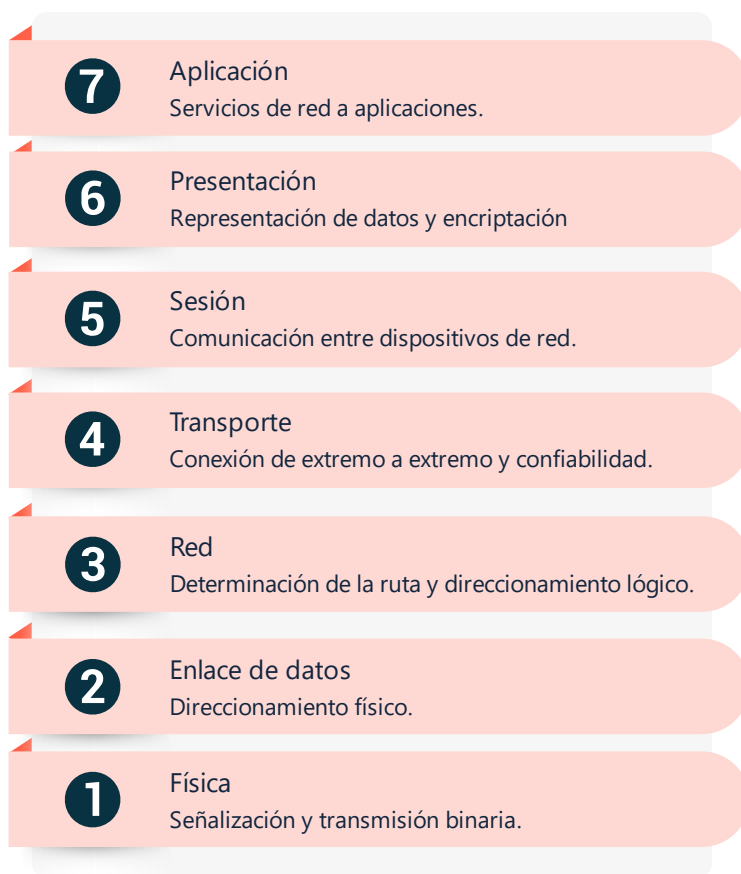 7
Aplicación
Servicios de red a aplicaciones.
6
Presentación
Representación de datos y encriptación
5
Sesión
Comunicación entre dispositivos de red.
4
Transporte
Conexión de extremo a extremo y confiabilidad.
3
Red
Determinación de la ruta y direccionamiento lógico.
2
Enlace de datos
Direccionamiento físico.
1
Física
Señalización y transmisión binaria.